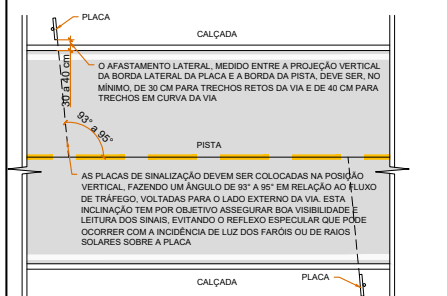 PLACA
CALÇADA
O AFASTAMENTO LATERAL, MEDIDO ENTRE A PROJEÇÃO VERTICAL
DA BORDA LATERAL DA PLACA E A BORDA DA PISTA, DEVE SER, NO
MÍNIMO, DE 30 CM PARA TRECHOS RETOS DA VIA E DE 40 CM PARA
TRECHOS EM CURVA DA VIA
30 a 40 cm
93° a 95°
PISTA
AS PLACAS DE SINALIZAÇÃO DEVEM SER COLOCADAS NA POSIÇÃO
VERTICAL, FAZENDO UM ÂNGULO DE 93° A 95° EM RELAÇÃO AO FLUXO
DE TRÁFEGO, VOLTADAS PARA O LADO EXTERNO DA VIA. ESTA
INCLINAÇÃO TEM POR OBJETIVO ASSEGURAR BOA VISIBILIDADE E
LEITURA DOS SINAIS, EVITANDO O REFLEXO ESPECULAR QUE PODE
OCORRER COM A INCIDÊNCIA DE LUZ DOS FARÓIS OU DE RAIOS
SOLARES SOBRE A PLACA
PLACA
CALÇADA